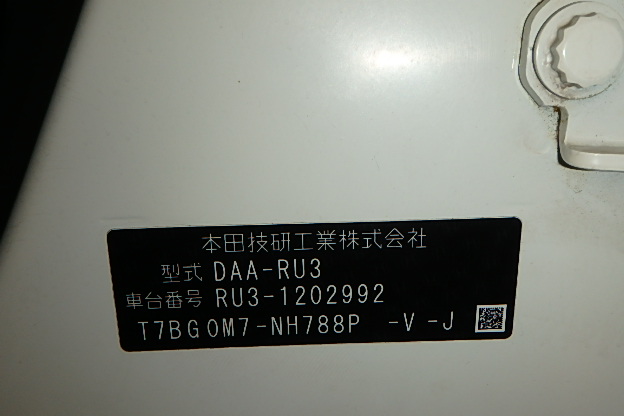 本田技研工業株式会社
型式 DAA-RU3
車台番号 RU3-1202992
T7BG0M7-NH788P -V -J